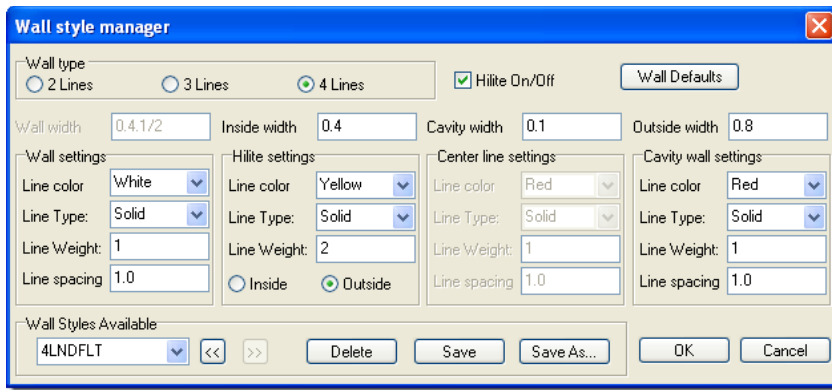 Wall style manager
Wall type
2 Lines 3 Lines 4 Lines Hilite On/Off Wall Defaults
Wall width 0.4.1/2 Inside width 0.4 Cavity width 0.1 Outside width 0.8
Wall settings Hilite settings Center line settings Cavity wall settings
Line color White Line color Yellow Line color Red Line color Red
Line Type: Solid Line Type: Solid Line Type: Solid Line Type: Solid
Line Weight: 1 Line Weight: 2 Line Weight: 1 Line Weight: 1
Line spacing 1.0 Inside Outside Line spacing 1.0 Line spacing 1.0
Wall Styles Available
4LNDFLT << >> Delete Save Save As... OK Cancel